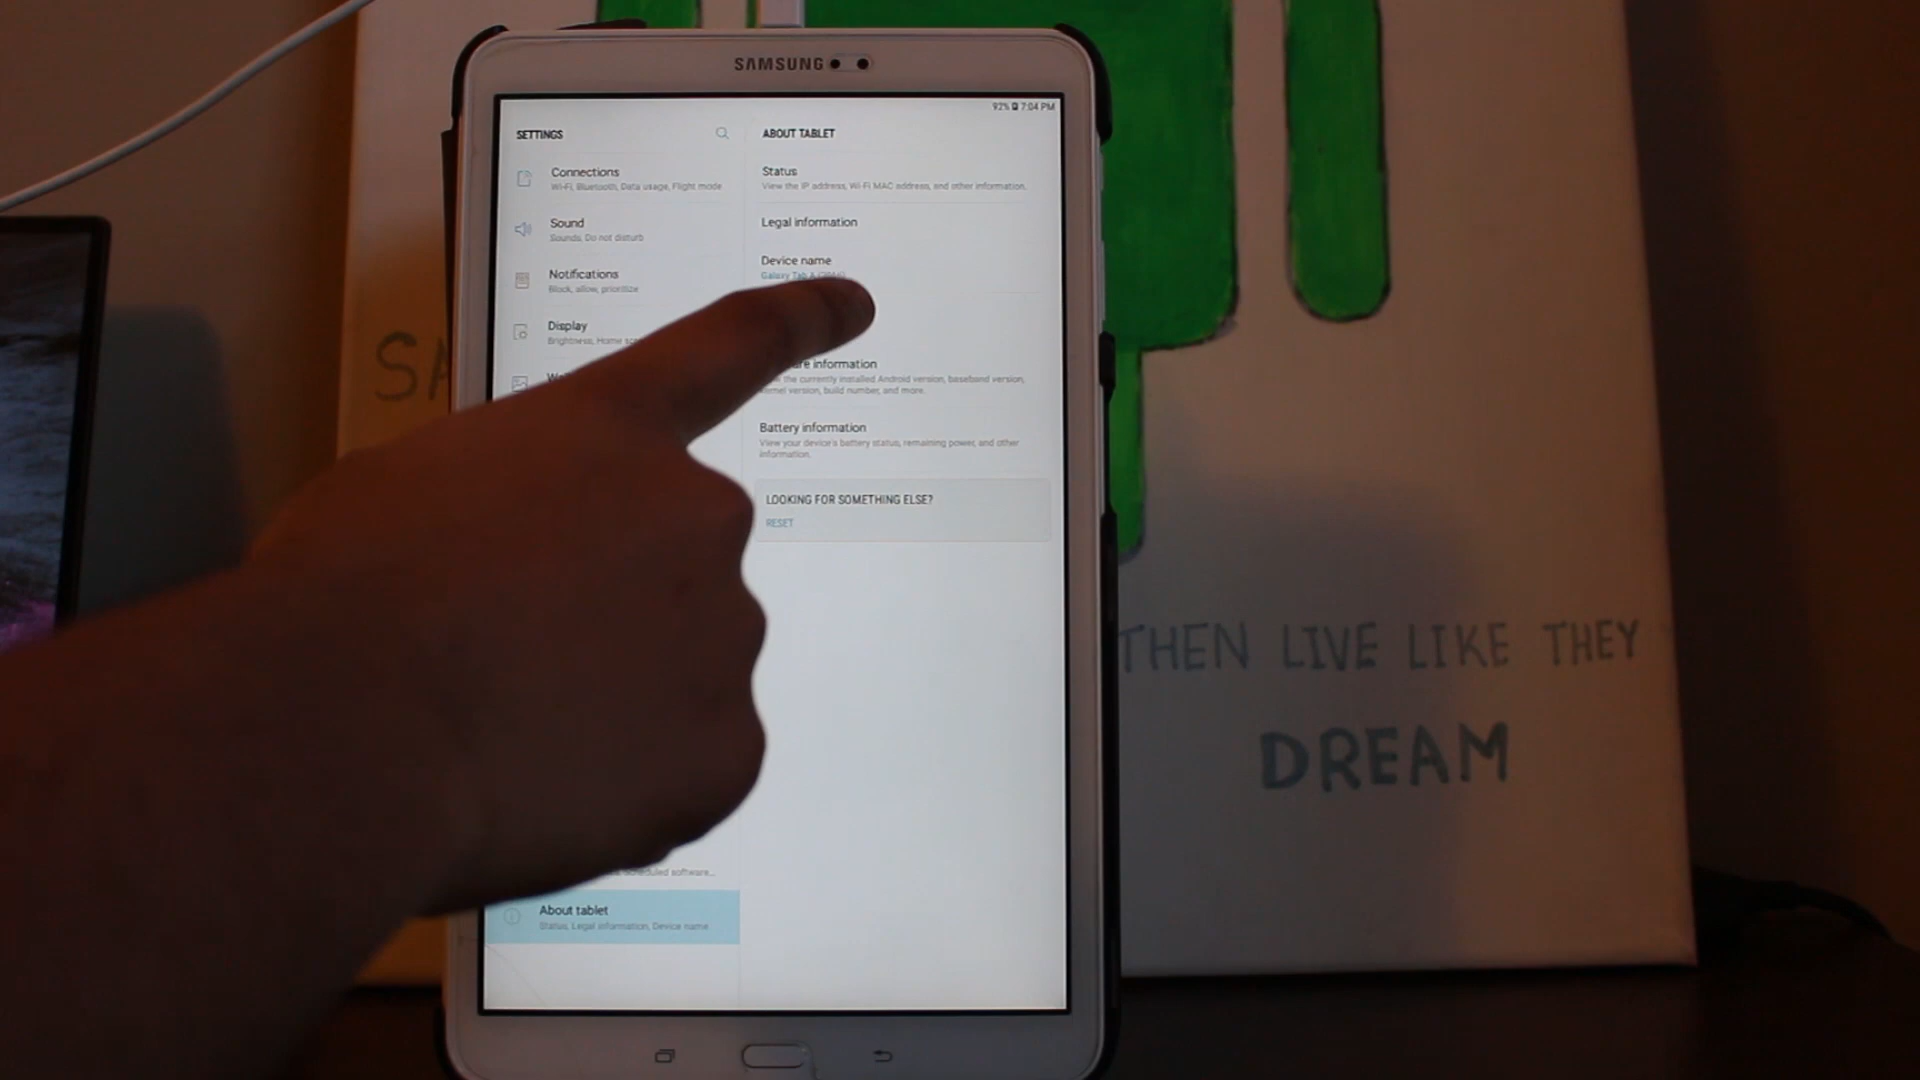 SAMSUNG
92% 7:04 PM
SETTINGS
ABOUT TABLET
Connections
Wi-Fi, Bluetooth, Data usage, Flight mode
Sound
Sounds, Do not disturb
Notifications
Block, allow, prioritize
Display
Brightness, Home
Status
View the IP address, Wi-Fi MAC address, and other information.
Legal information
Device name
Galaxy Tab A
information
the currently installed Android version, baseband version,
kernel version, build number, and more.
Battery information
View your device's battery status, remaining power, and other
information.
LOOKING FOR SOMETHING ELSE?
RESET
scheduled software...
About tablet
Status, Legal information, Device name
THEN LIVE LIKE THEY
DREAM